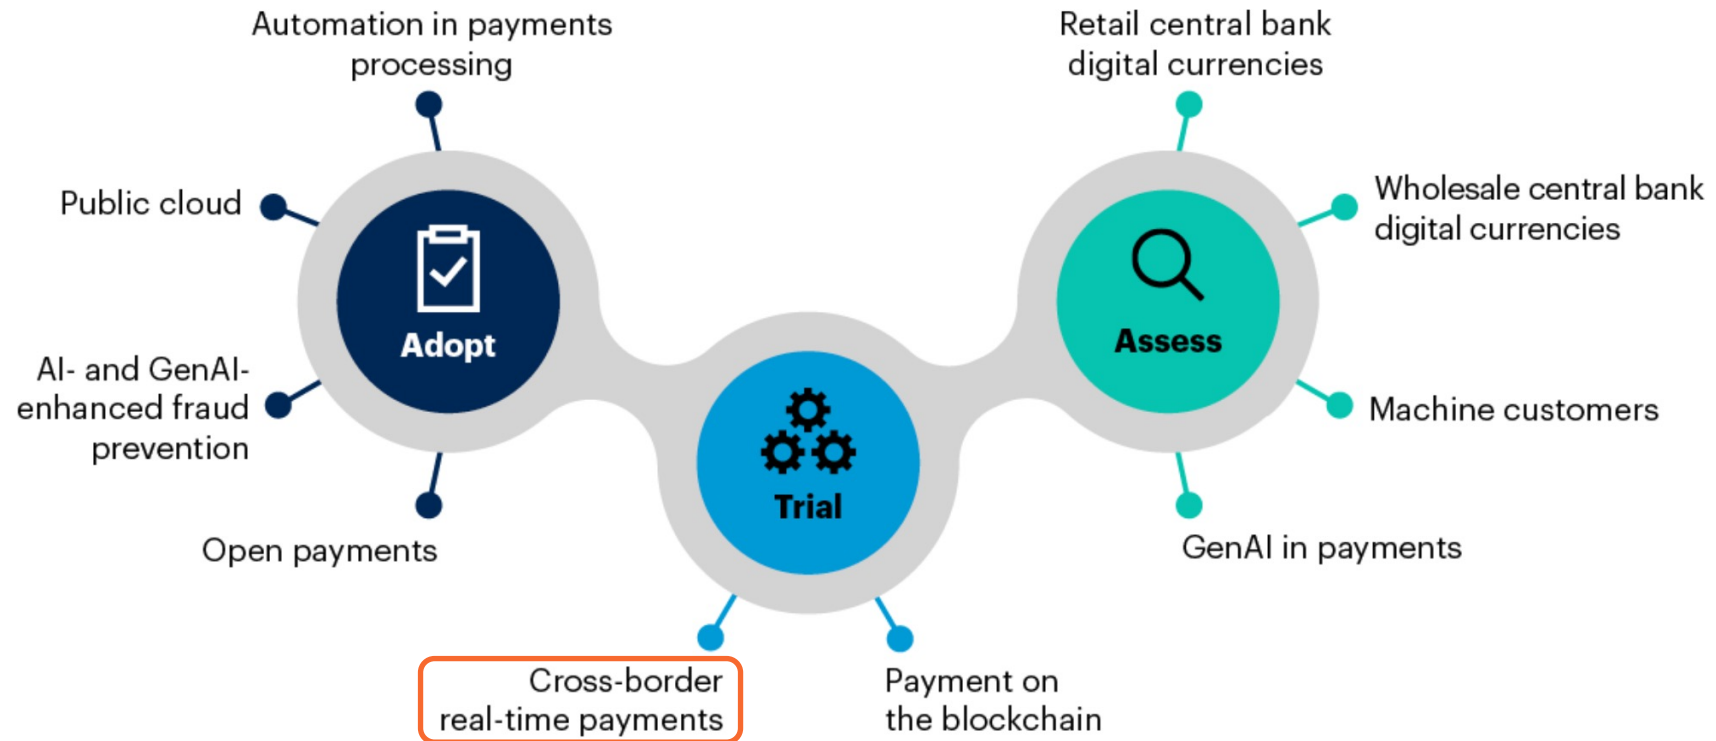 Automation in payments
processing
Public cloud
AI- and GenAI-
enhanced fraud
prevention
Open payments
Adopt
Trial
Cross-border
real-time payments
Payment on
the blockchain
Assess
Retail central bank
digital currencies
Wholesale central bank
digital currencies
Machine customers
GenAI in payments